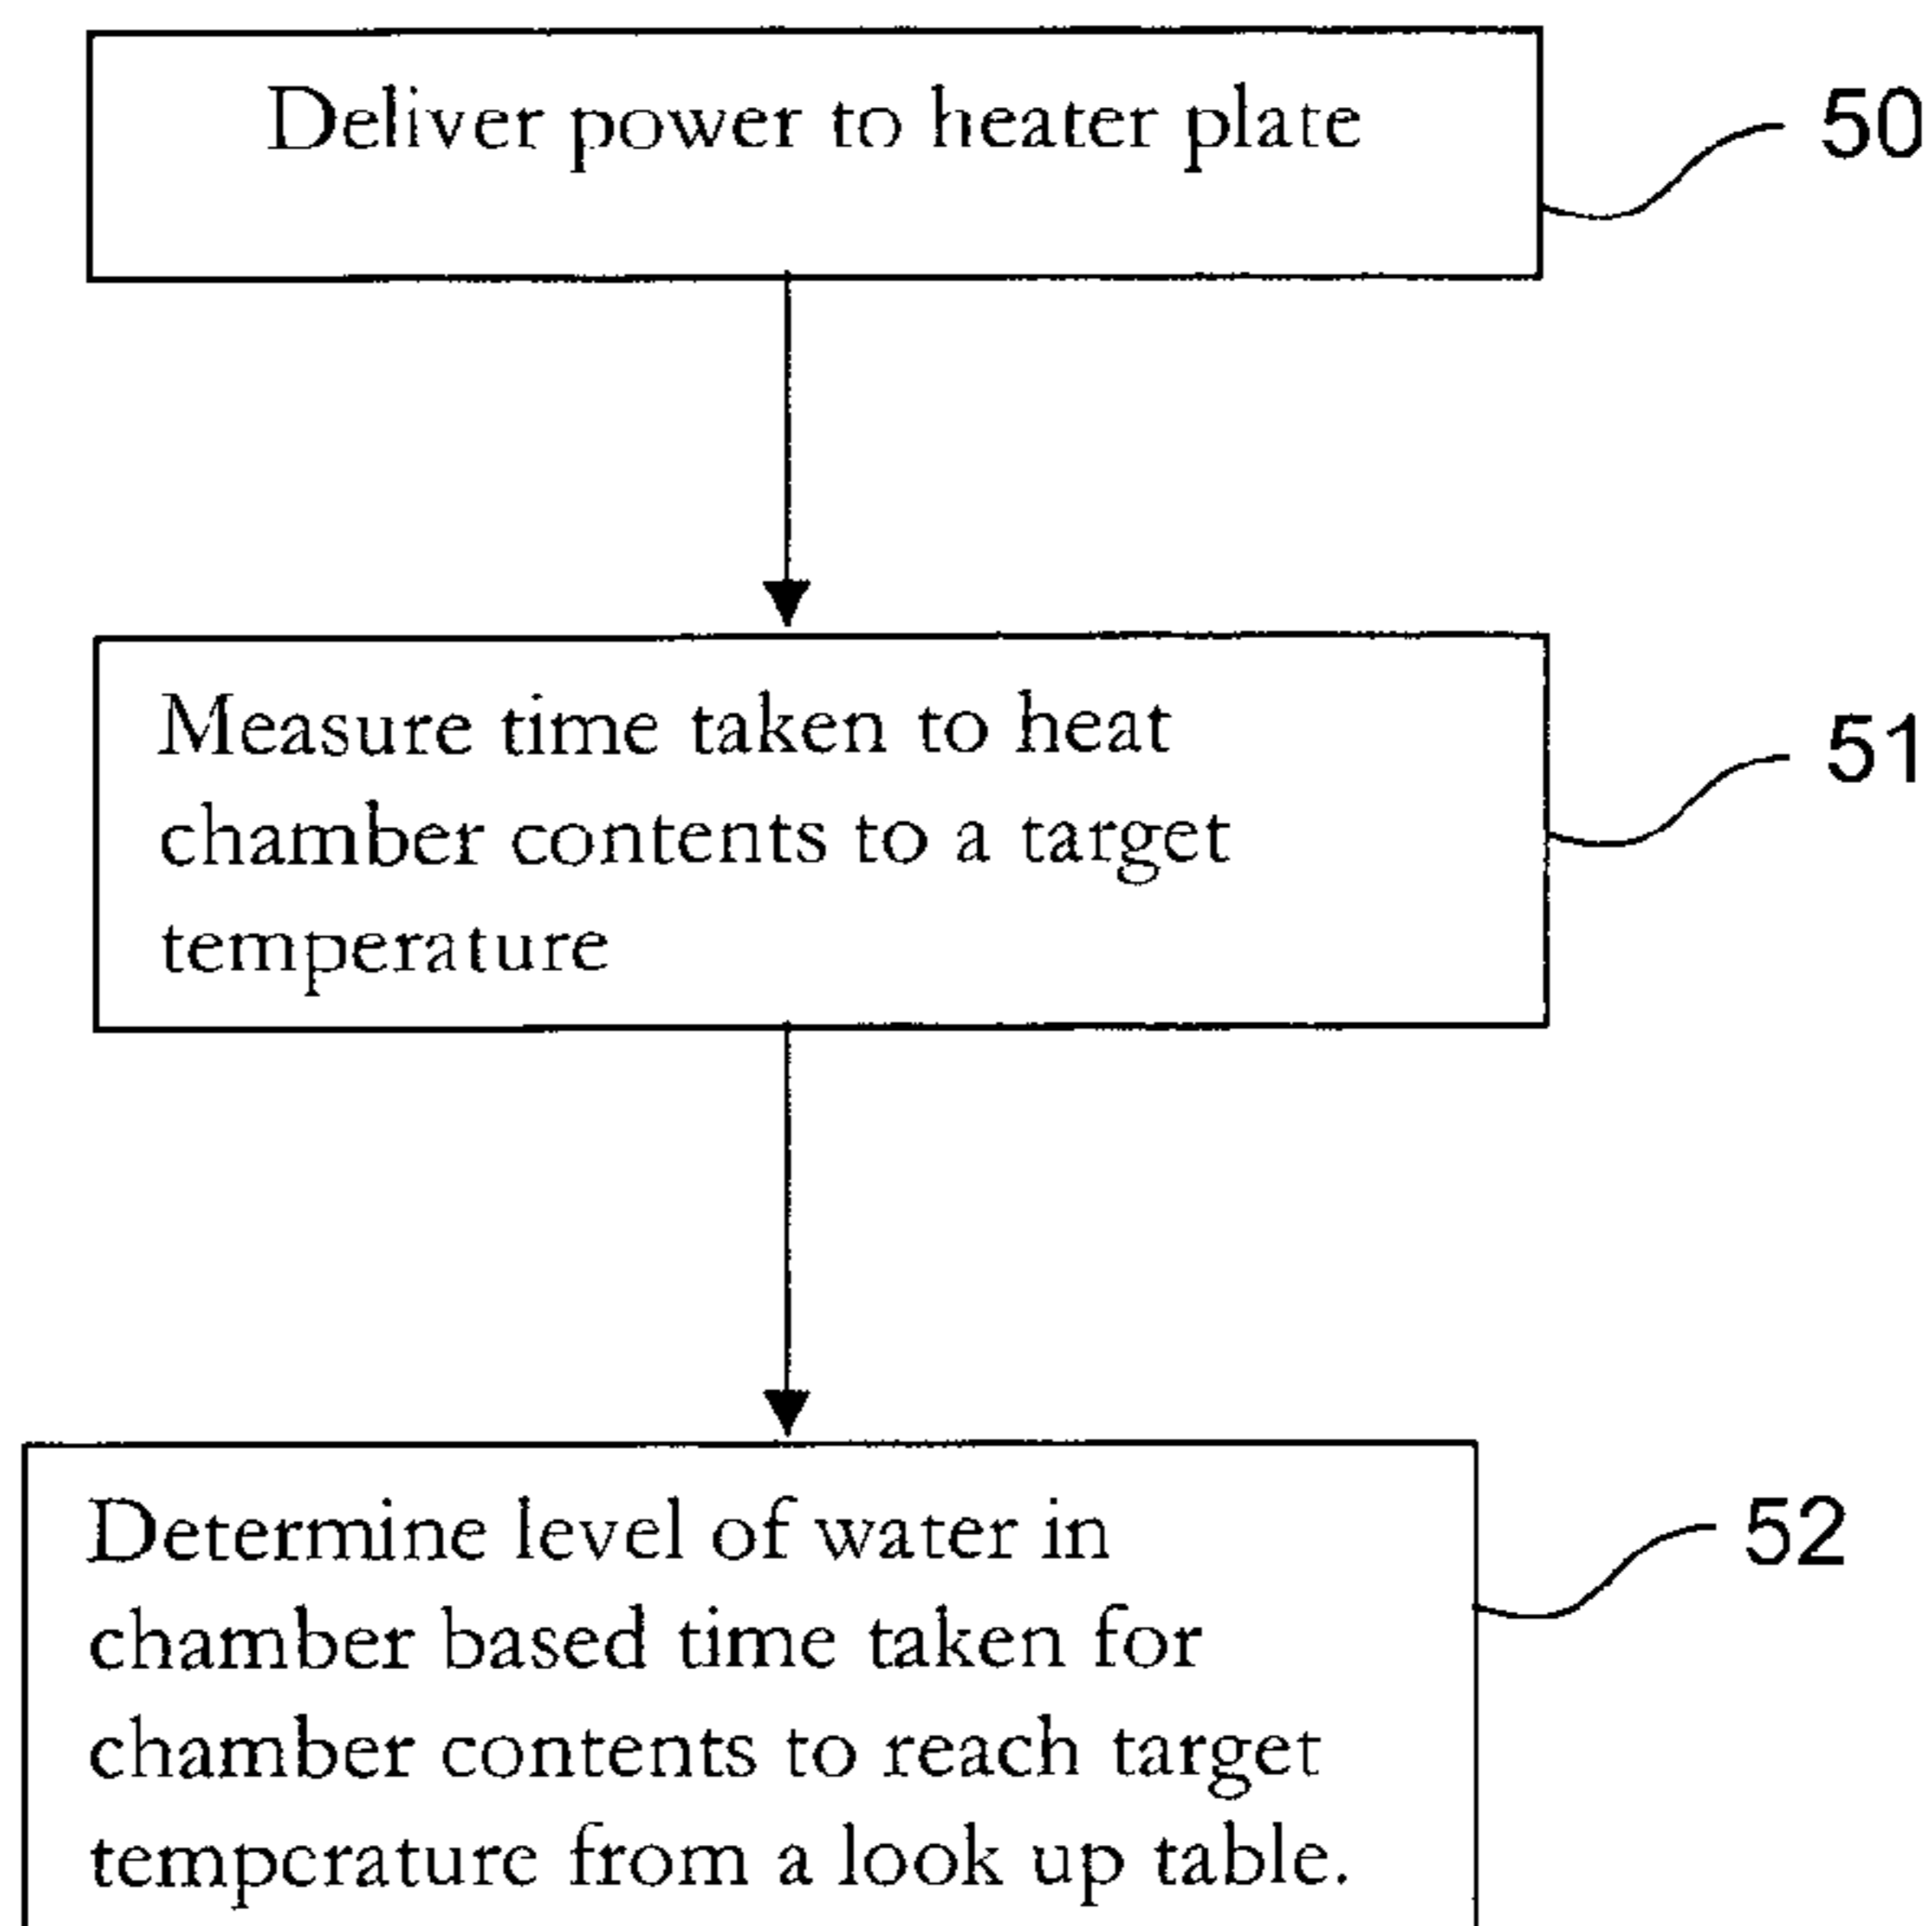 Deliver power to heater plate
50
Measure time taken to heat
chamber contents to a target
temperature
51
Determine level of water in
chamber based time taken for
chamber contents to reach target
temperature from a look up table.
52